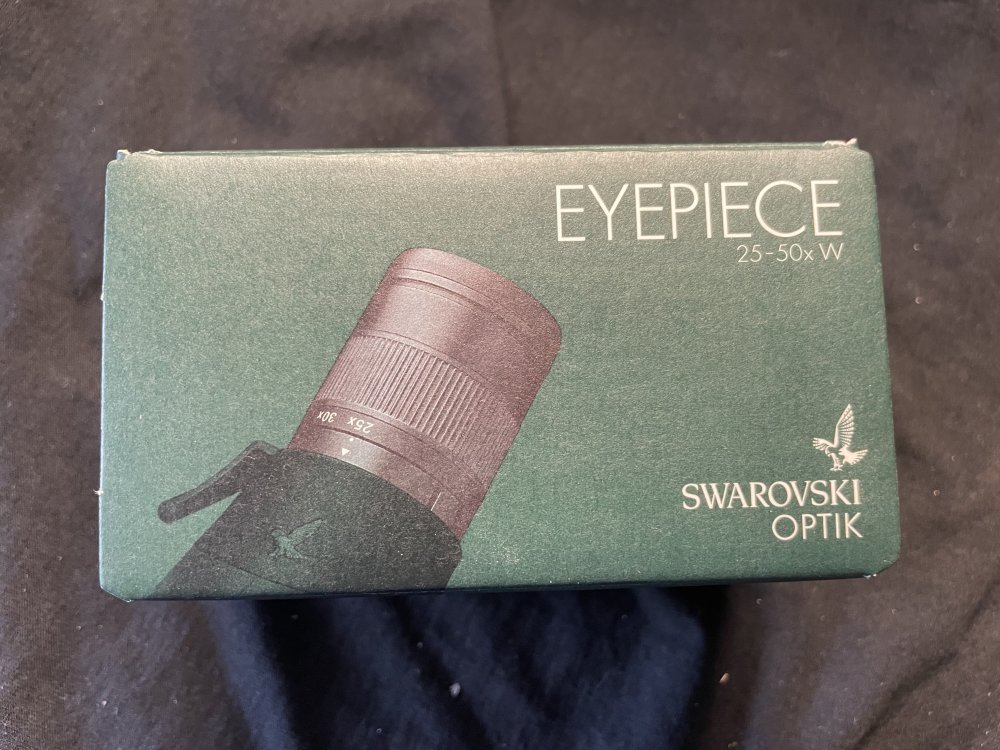 EYEPIECE
25-50x W
30x 25x
SWAROVSKI
OPTIK